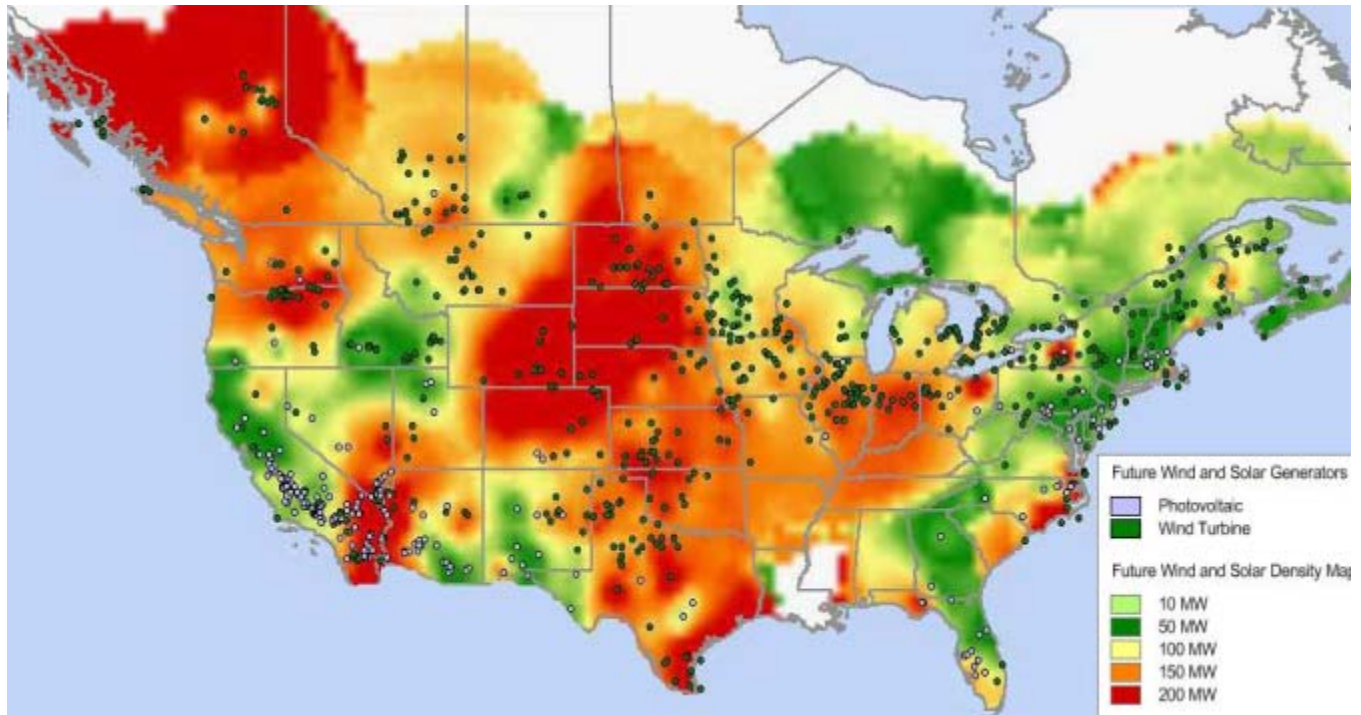 Future Wind and Solar Generators
Photovoltaic
Wind Turbine
Future Wind and Solar Density Map
10 MW
50 MW
100 MW
150 MW
200 MW